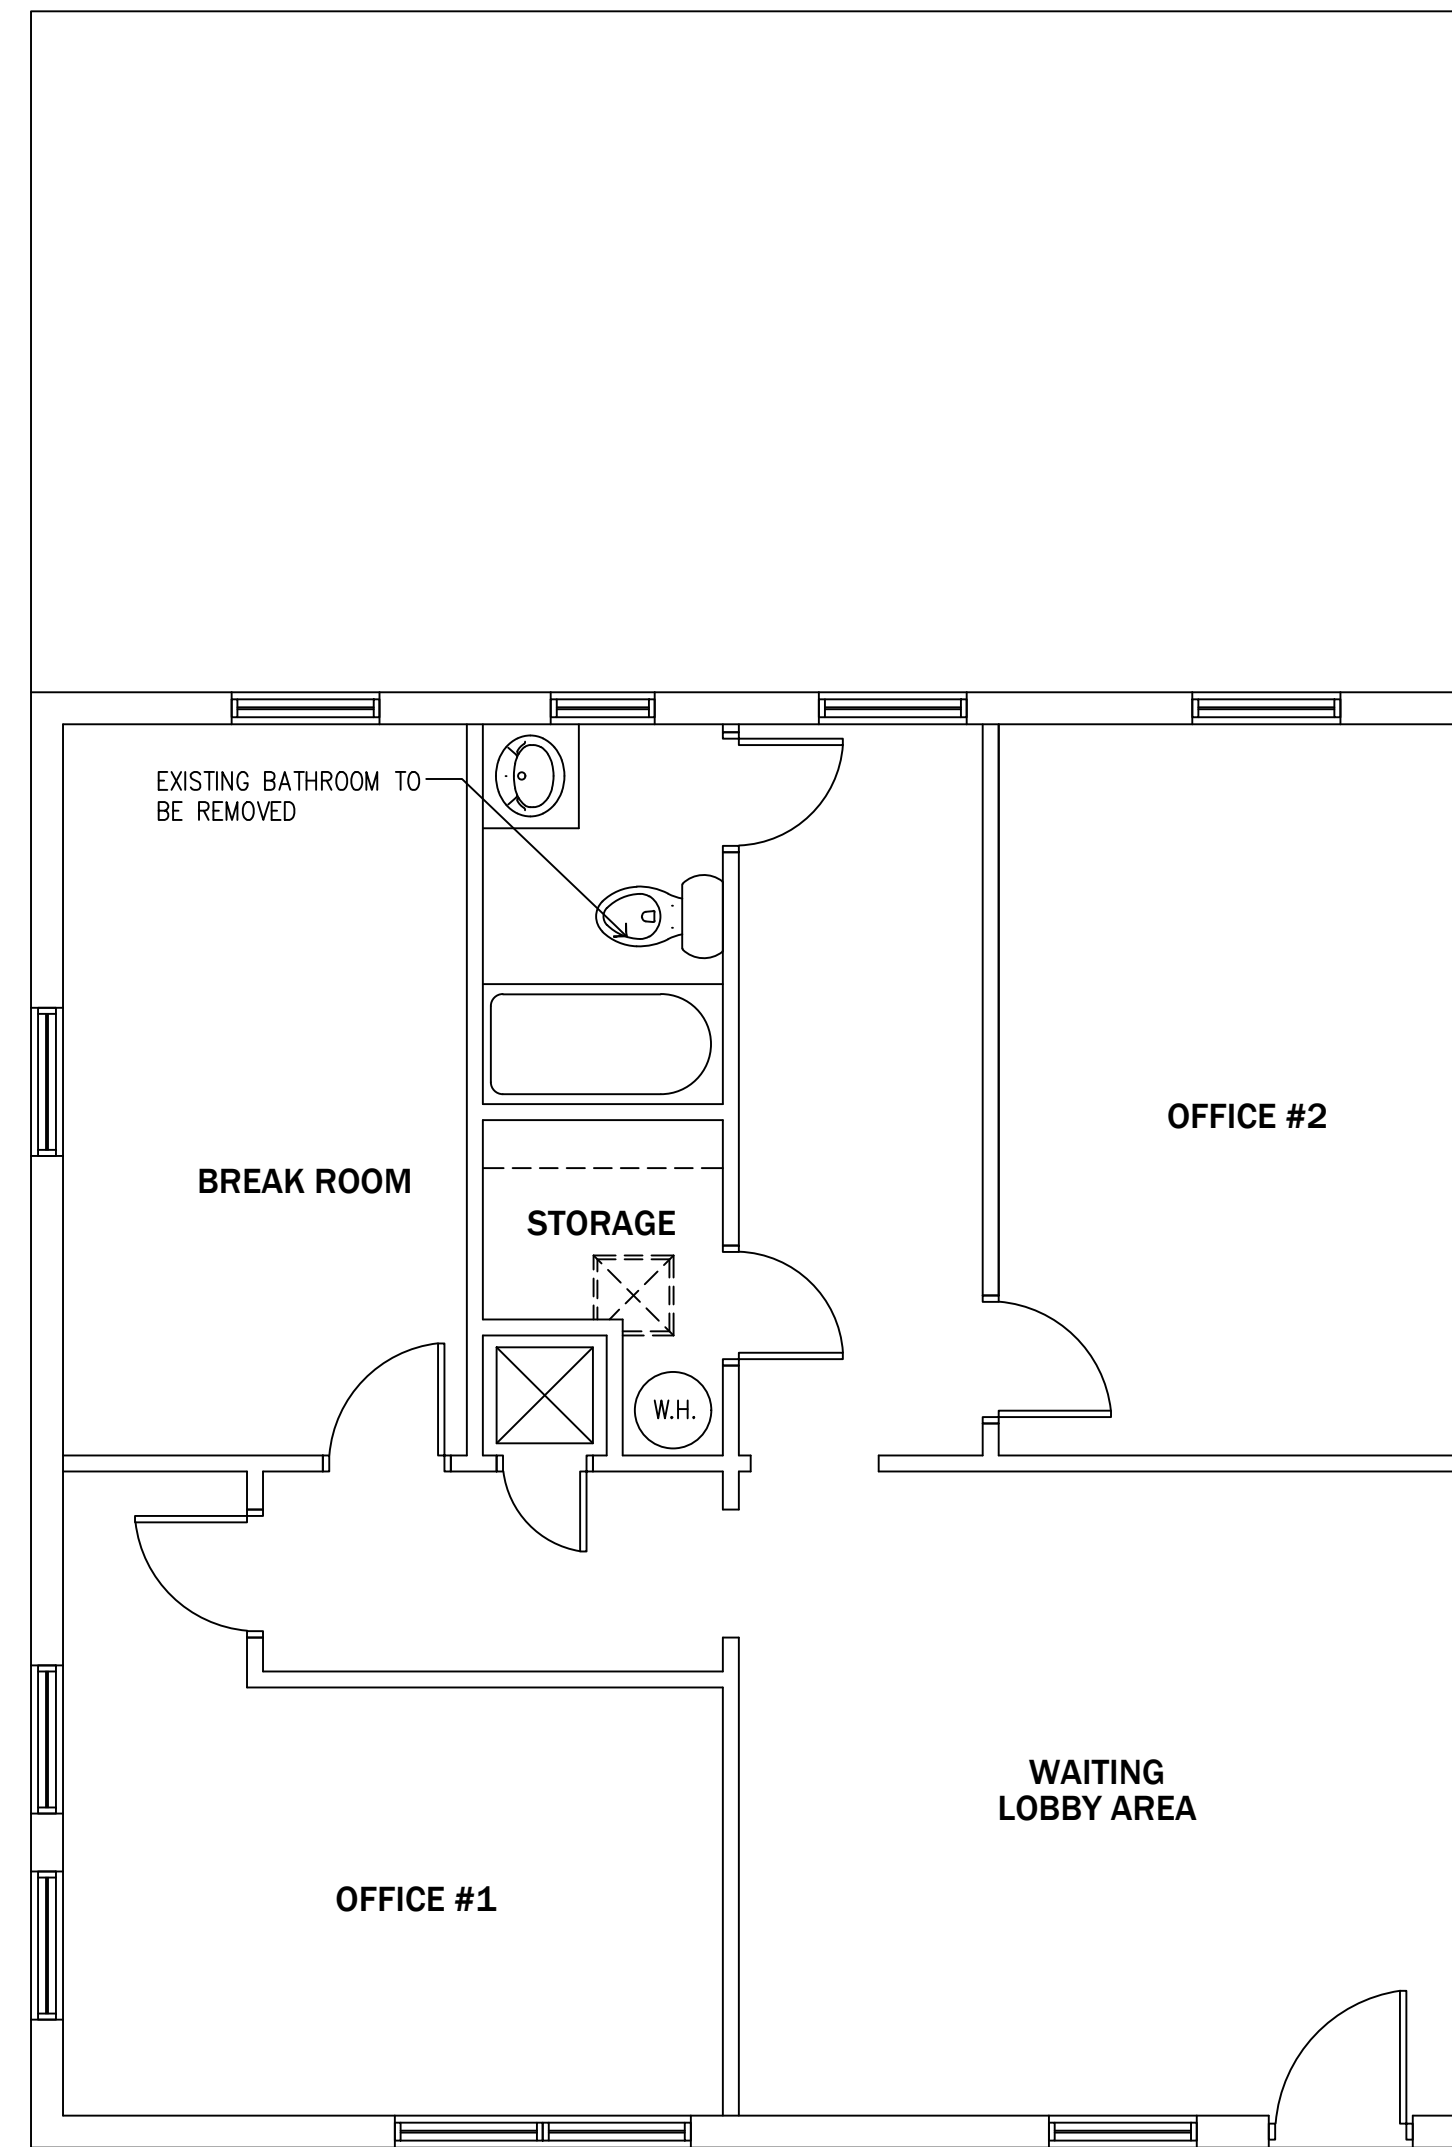 EXISTING BATHROOM TO
BE REMOVED
OFFICE #2
BREAK ROOM
STORAGE
W.H.
WAITING
LOBBY AREA
OFFICE #1